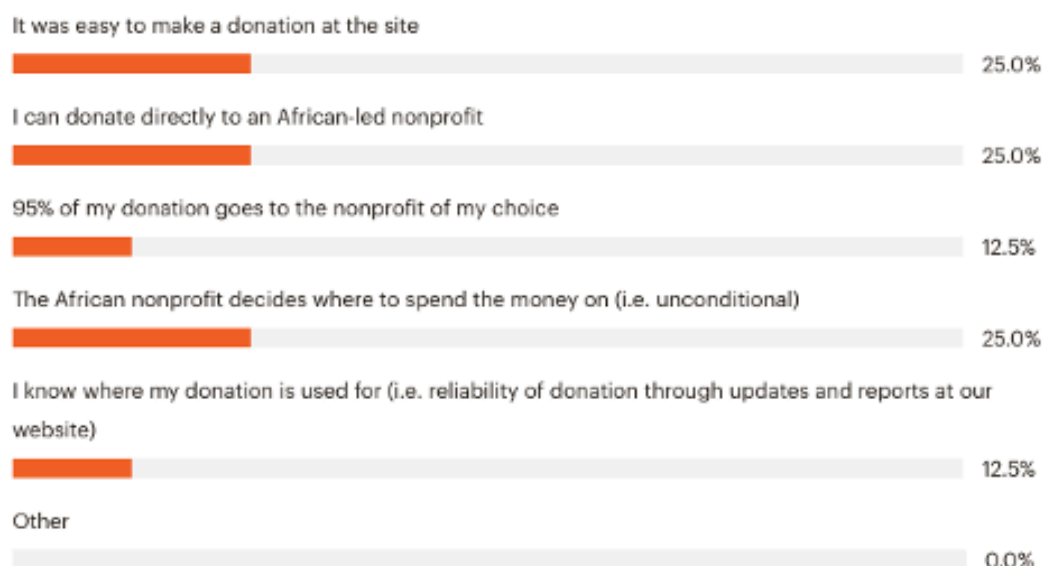 It was easy to make a donation at the site
25.0%
I can donate directly to an African-led nonprofit
25.0%
95% of my donation goes to the nonprofit of my choice
12.5%
The African nonprofit decides where to spend the money on (i.e. unconditional)
25.0%
I know where my donation is used for (i.e. reliability of donation through updates and reports at our
website)
12.5%
Other
0.0%